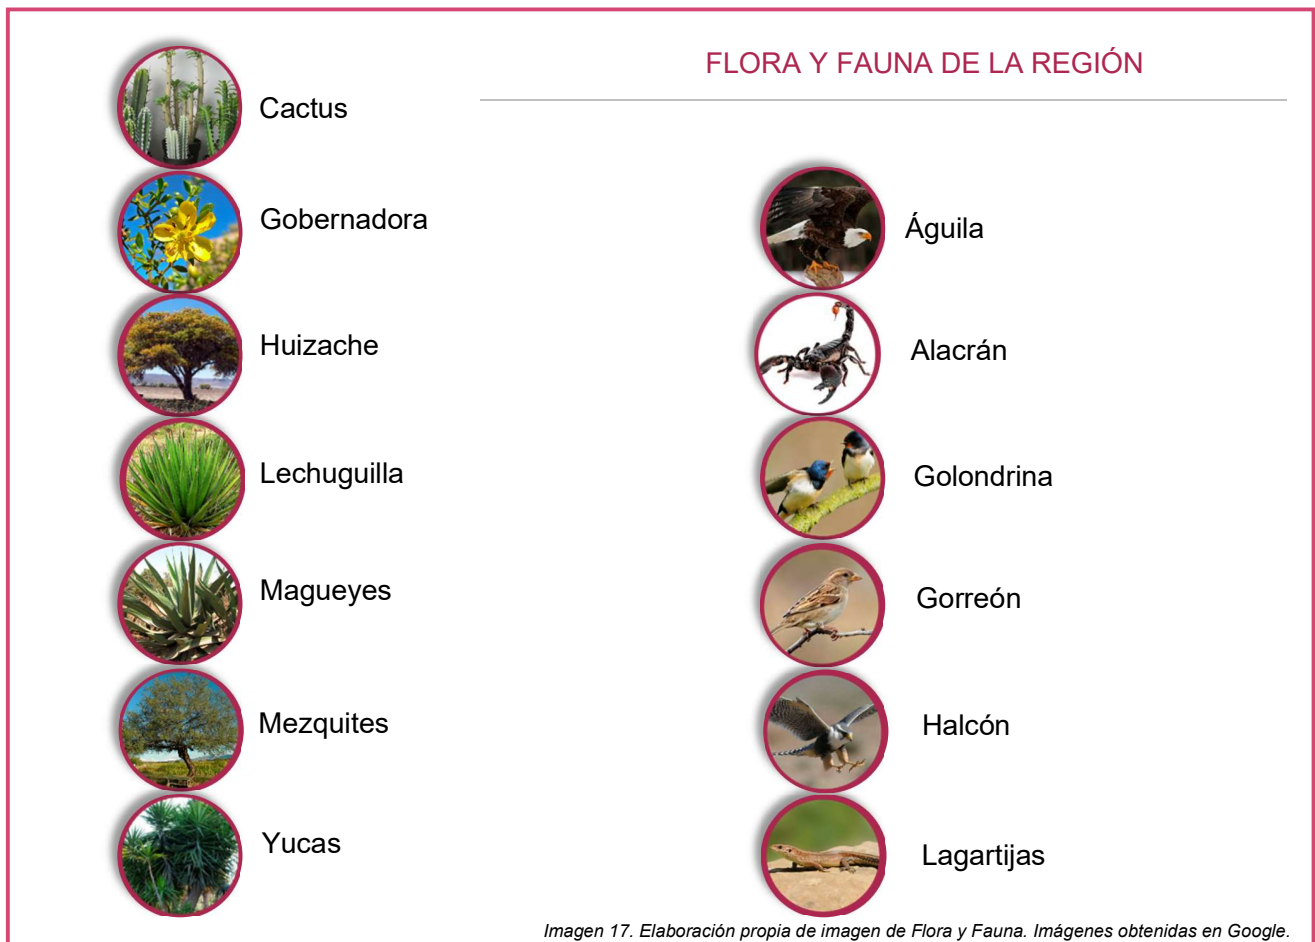 FLORA Y FAUNA DE LA REGIÓN
Cactus
Gobernadora
Huizache
Lechuguilla
Magueyes
Mezquites
Yucas
Águila
Alacrán
Golondrina
Gorreón
Halcón
Lagartijas
Imagen 17. Elaboración propia de imagen de Flora y Fauna. Imágenes obtenidas en Google.